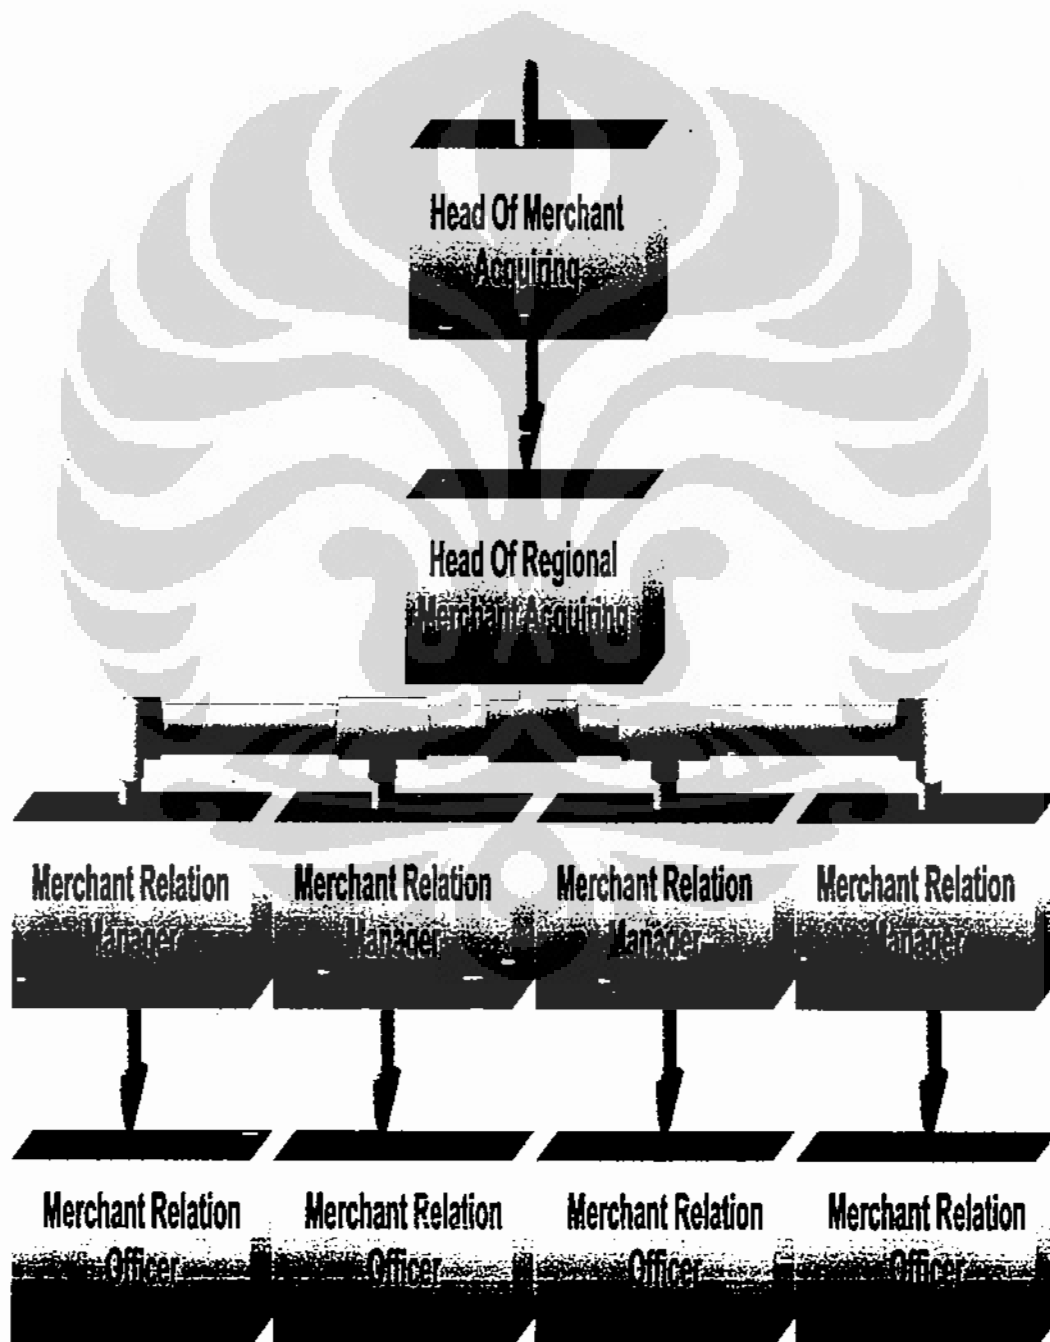 Head Of Merchant
Acquiring
Head Of Regional
Merchant Acquiring
Merchant Relation
Manager
Merchant Relation
Manager
Merchant Relation
Manager
Merchant Relation
Manager
Merchant Relation
Officer
Merchant Relation
Officer
Merchant Relation
Officer
Merchant Relation
Officer